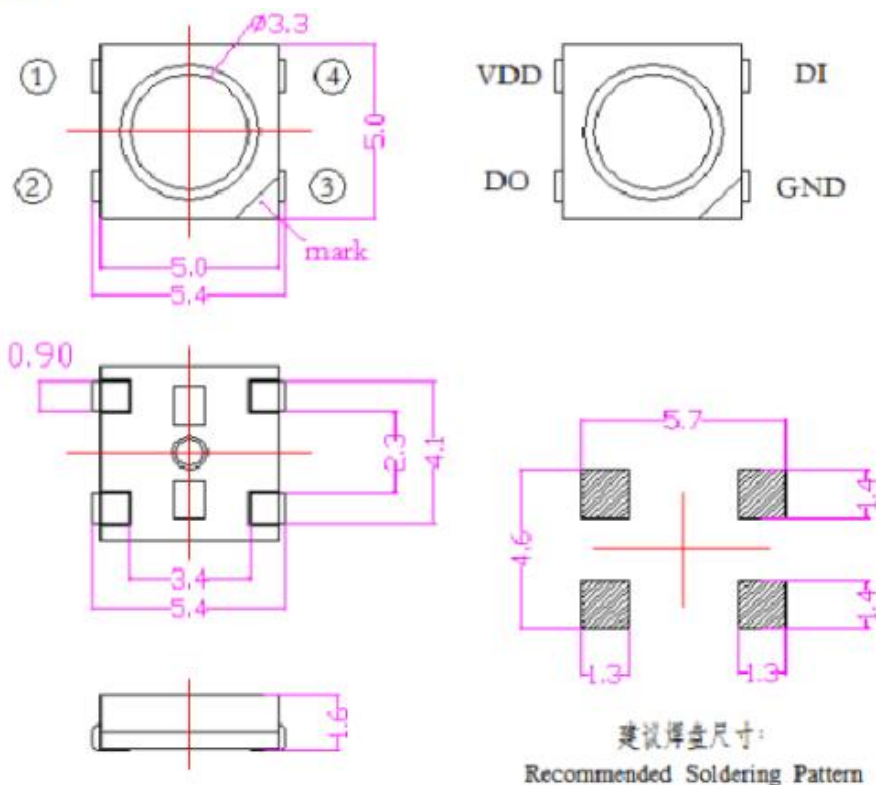 Ø3.3
① ④
VDD DI
5.0
② ③
DO GND
mark
5.0
5.4
0.90
2.3
4.1
3.4
5.4
5.7
1.4
4.6
1.4
1.3 1.3
1.6
建议焊盘尺寸:
Recommended Soldering Pattern